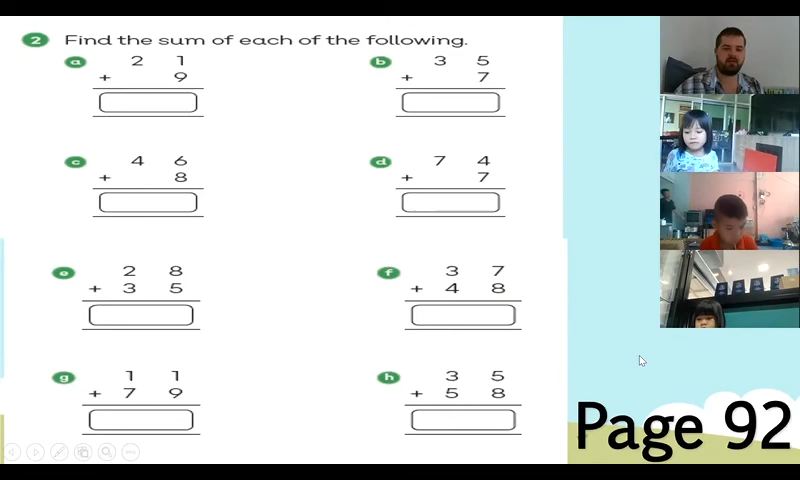 2 Find the sum of each of the following.
a 2 1
+ 9
b 3 5
+ 7
c 4 6
+ 8
d 7 4
+ 7
e 2 8
+ 3 5
f 3 7
+ 4 8
g 1 1
+ 7 9
h 3 5
+ 5 8
Page 92